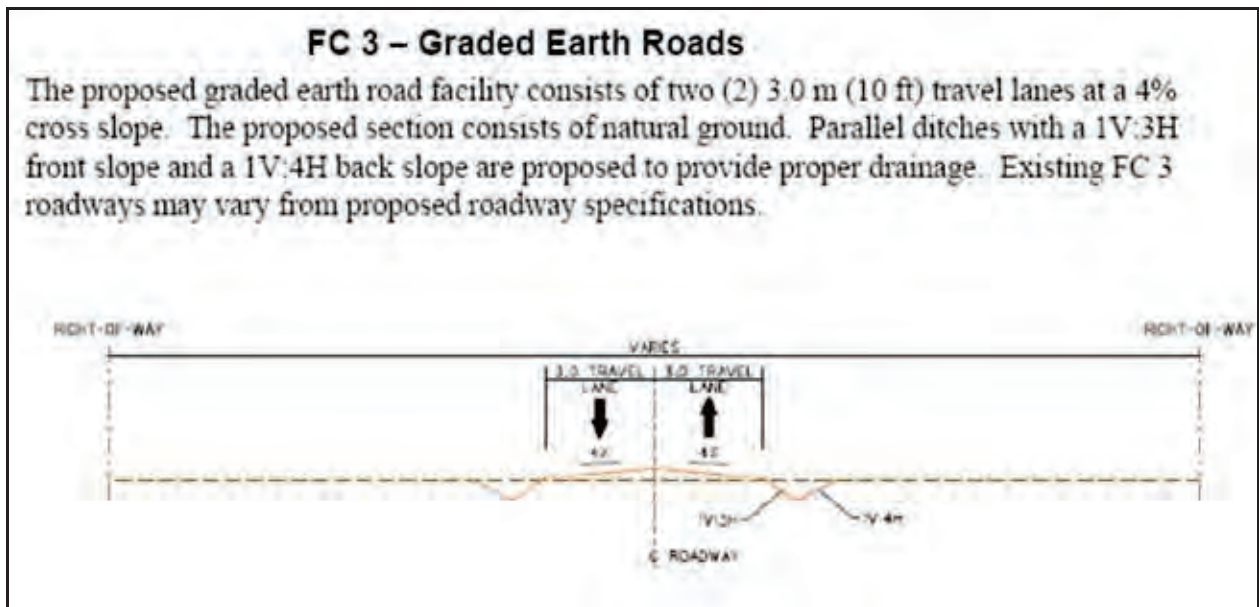 FC 3 – Graded Earth Roads
The proposed graded earth road facility consists of two (2) 3.0 m (10 ft) travel lanes at a 4%
cross slope. The proposed section consists of natural ground. Parallel ditches with a 1V:3H
front slope and a 1V:4H back slope are proposed to provide proper drainage. Existing FC 3
roadways may vary from proposed roadway specifications.
RIGHT-OF-WAY
RIGHT-OF-WAY
VARIES
3.0 TRAVEL LANE
3.0 TRAVEL LANE
4%
4%
1V:3H
1V:4H
℄ ROADWAY